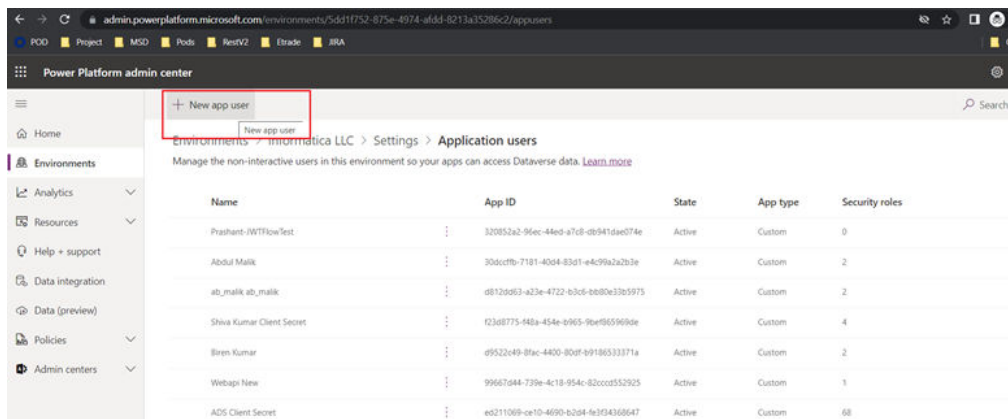 admin.powerplatform.microsoft.com/environments/5dd1f752-875e-4974-afdd-8213a35286c2/appusers
POD Project MSD Pods RestV2 Etrade JIRA
Power Platform admin center
+ New app user
Search
New app user
Environments > Informatica LLC > Settings > Application users
Manage the non-interactive users in this environment so your apps can access Dataverse data. Learn more
Home
Environments
Analytics
Resources
Help + support
Data integration
Data (preview)
Policies
Admin centers
Name App ID State App type Security roles
Prashant-JWTFlowTest 320852a2-96ec-44ed-a7c8-db941dae074e Active Custom 0
Abdul Malik 30dccffb-7181-40d4-83d1-e4c99a2a2b3e Active Custom 2
ab_malik ab_malik d812dd63-a23e-4722-b3c6-bb80e33b5975 Active Custom 2
Shiva Kumar Client Secret f23d8775-f48a-454e-b965-9bef865969de Active Custom 4
Biren Kumar d9522c49-8fac-4400-80df-b9186533371a Active Custom 2
Webapi New 99667d44-739e-4c18-954c-82cccd552925 Active Custom 1
ADS Client Secret ed211069-ce10-4690-b2d4-fe3f34368647 Active Custom 68